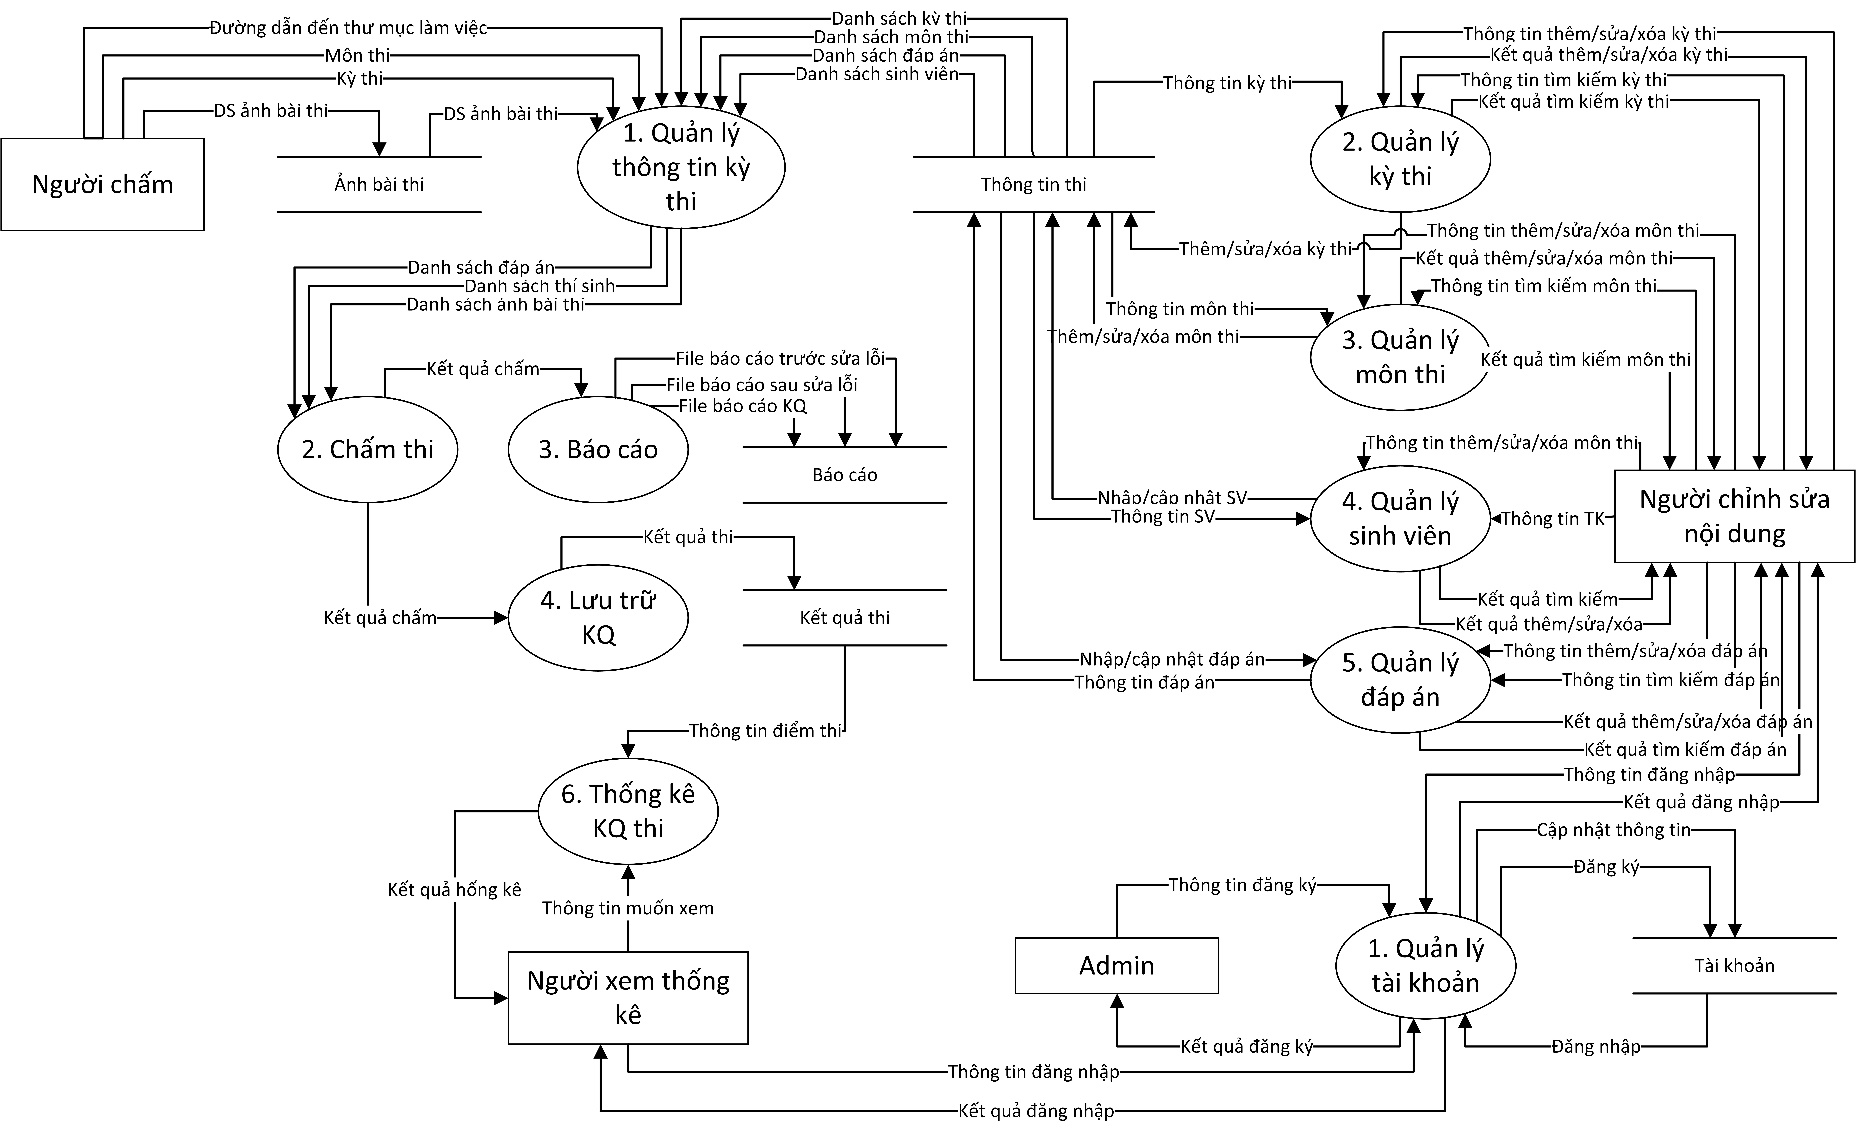 Đường dẫn đến thư mục làm việc
Môn thi
Kỳ thi
DS ảnh bài thi
DS ảnh bài thi
Người chấm
Ảnh bài thi
1. Quản lý
thông tin kỳ
thi
Danh sách kỳ thi
Danh sách môn thi
Danh sách đáp án
Danh sách sinh viên
Thông tin thi
Thông tin kỳ thi
2. Quản lý
kỳ thi
Thông tin thêm/sửa/xóa kỳ thi
Kết quả thêm/sửa/xóa kỳ thi
Thông tin tìm kiếm kỳ thi
Kết quả tìm kiếm kỳ thi
Thêm/sửa/xóa kỳ thi
Thông tin thêm/sửa/xóa môn thi
Kết quả thêm/sửa/xóa môn thi
Thông tin tìm kiếm môn thi
Thông tin môn thi
Thêm/sửa/xóa môn thi
3. Quản lý
môn thi
Kết quả tìm kiếm môn thi
Danh sách đáp án
Danh sách thí sinh
Danh sách ảnh bài thi
Kết quả chấm
File báo cáo trước sửa lỗi
File báo cáo sau sửa lỗi
File báo cáo KQ
2. Chấm thi
3. Báo cáo
Báo cáo
Thông tin thêm/sửa/xóa môn thi
Nhập/cập nhật SV
Thông tin SV
4. Quản lý
sinh viên
Thông tin TK
Người chỉnh sửa
nội dung
Kết quả thi
Kết quả chấm
4. Lưu trữ
KQ
Kết quả thi
Kết quả tìm kiếm
Kết quả thêm/sửa/xóa
Nhập/cập nhật đáp án
Thông tin đáp án
5. Quản lý
đáp án
Thông tin thêm/sửa/xóa đáp án
Thông tin tìm kiếm đáp án
Kết quả thêm/sửa/xóa đáp án
Kết quả tìm kiếm đáp án
Thông tin điểm thi
Thông tin đăng nhập
Kết quả đăng nhập
Cập nhật thông tin
Đăng ký
6. Thống kê
KQ thi
Kết quả hống kê
Thông tin muốn xem
Người xem thống
kê
Thông tin đăng ký
Admin
1. Quản lý
tài khoản
Tài khoản
Kết quả đăng ký
Đăng nhập
Thông tin đăng nhập
Kết quả đăng nhập